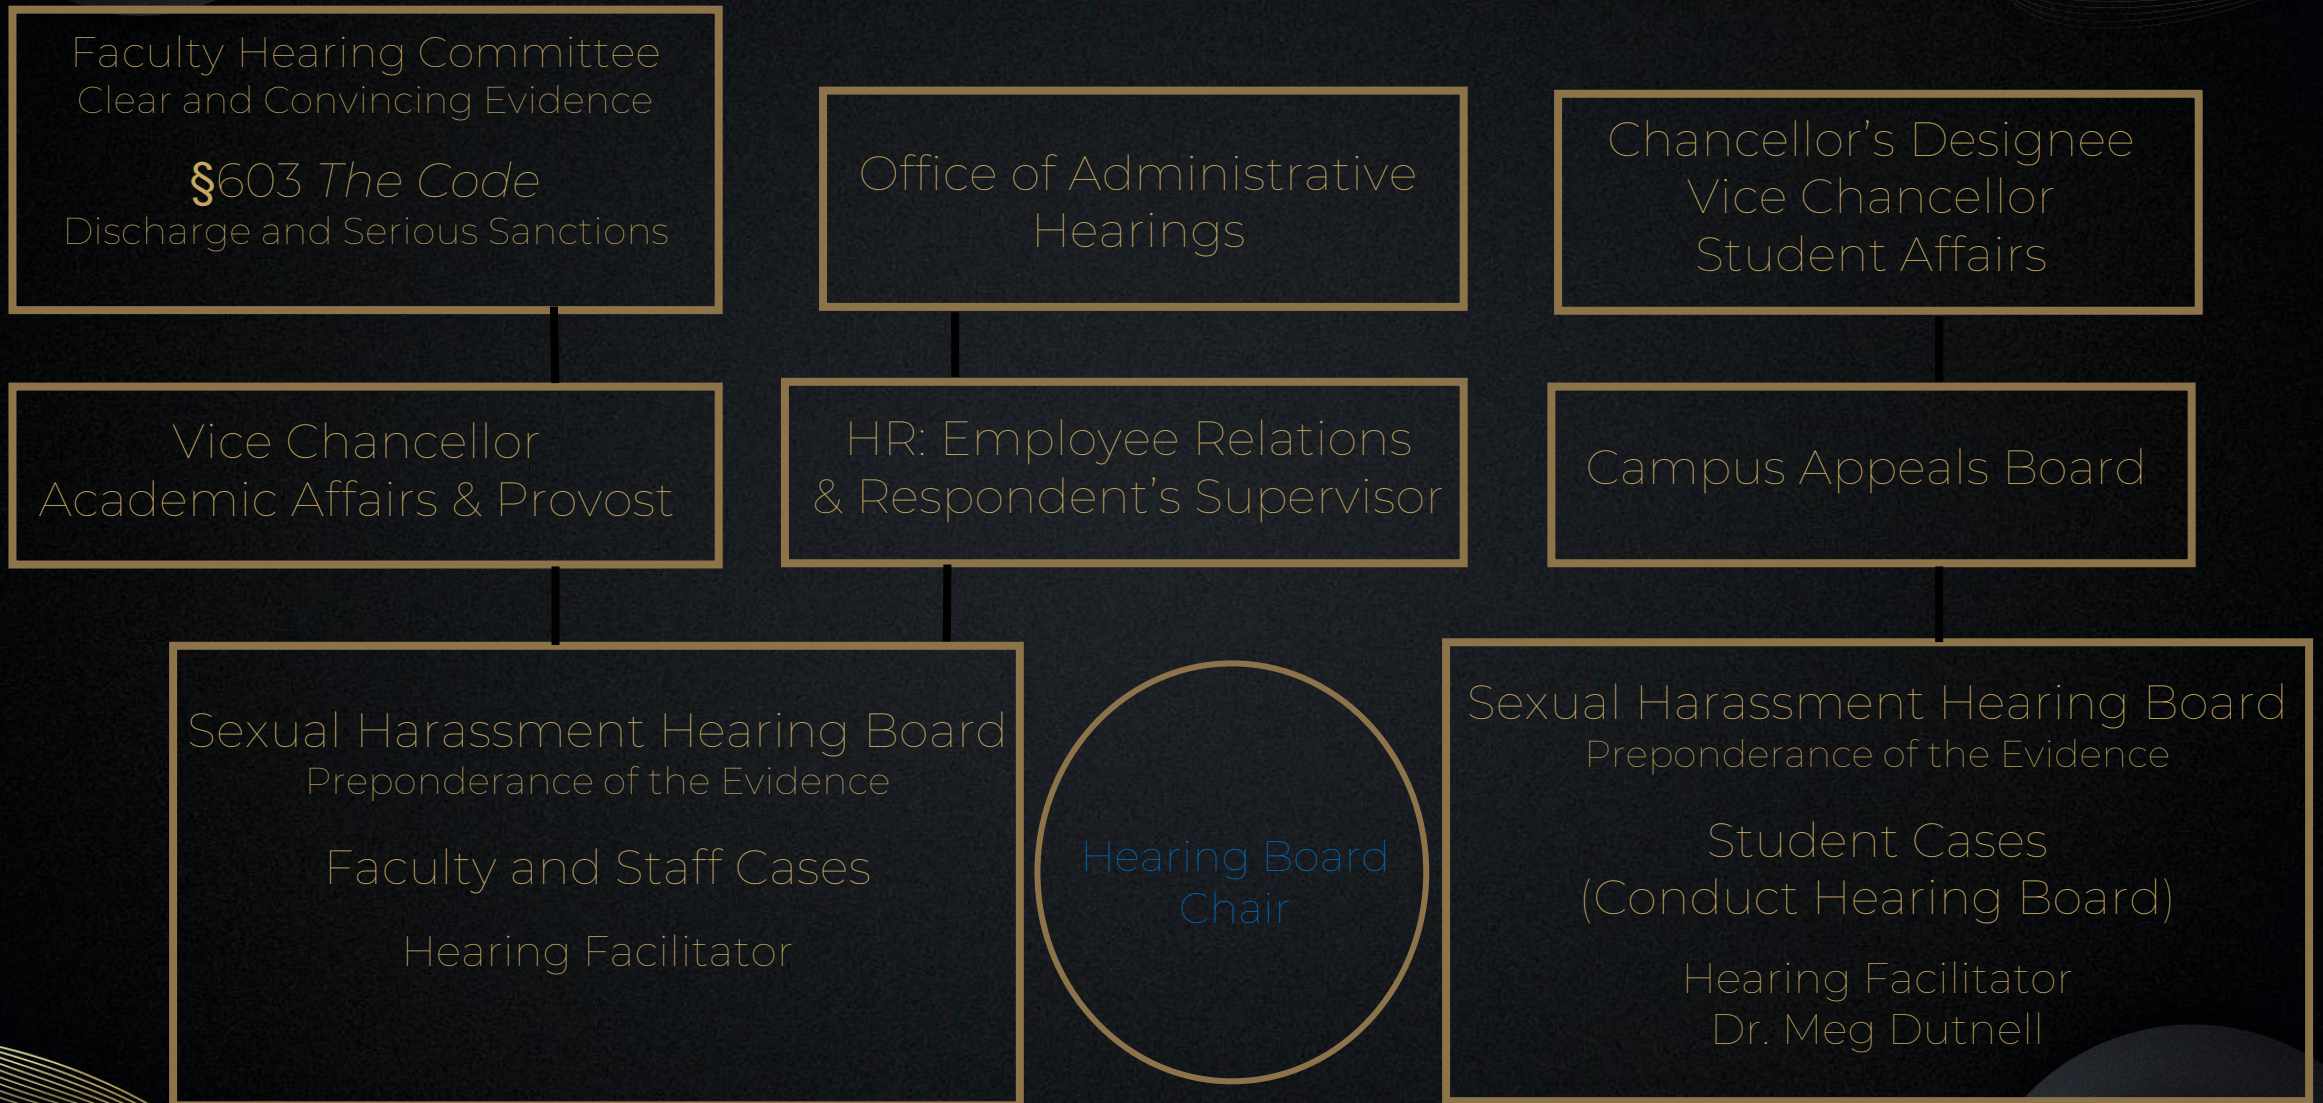 Faculty Hearing Committee
Clear and Convincing Evidence
§603 The Code
Discharge and Serious Sanctions
Office of Administrative
Hearings
Chancellor’s Designee
Vice Chancellor
Student Affairs
Vice Chancellor
Academic Affairs & Provost
HR: Employee Relations
& Respondent’s Supervisor
Campus Appeals Board
Sexual Harassment Hearing Board
Preponderance of the Evidence
Faculty and Staff Cases
Hearing Facilitator
Hearing Board
Chair
Sexual Harassment Hearing Board
Preponderance of the Evidence
Student Cases
(Conduct Hearing Board)
Hearing Facilitator
Dr. Meg Dutnell